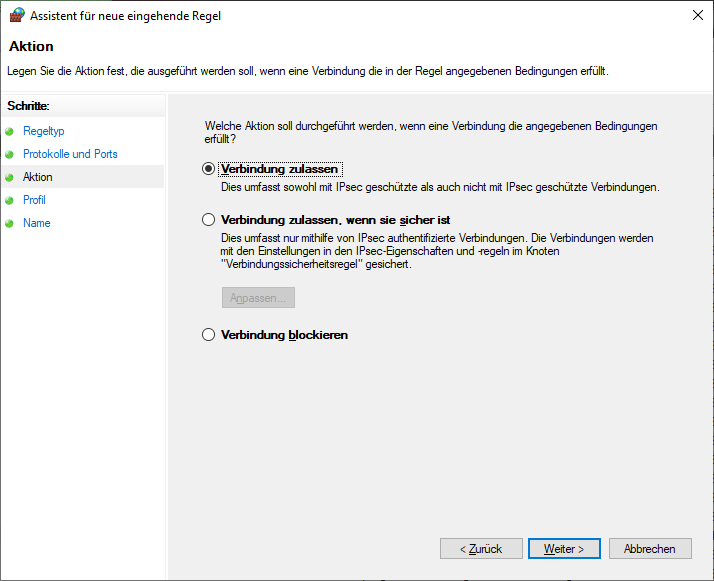 Assistent für neue eingehende Regel
Aktion
Legen Sie die Aktion fest, die ausgeführt werden soll, wenn eine Verbindung die in der Regel angegebenen Bedingungen erfüllt.
Schritte:
Regeltyp
Protokolle und Ports
Aktion
Profil
Name
Welche Aktion soll durchgeführt werden, wenn eine Verbindung die angegebenen Bedingungen
erfüllt?
Verbindung zulassen
Dies umfasst sowohl mit IPsec geschützte als auch nicht mit IPsec geschützte Verbindungen.
Verbindung zulassen, wenn sie sicher ist
Dies umfasst nur mithilfe von IPsec authentifizierte Verbindungen. Die Verbindungen werden
mit den Einstellungen in den IPsec-Eigenschaften und -regeln im Knoten
"Verbindungssicherheitsregel" gesichert.
Anpassen...
Verbindung blockieren
< Zurück
Weiter >
Abbrechen